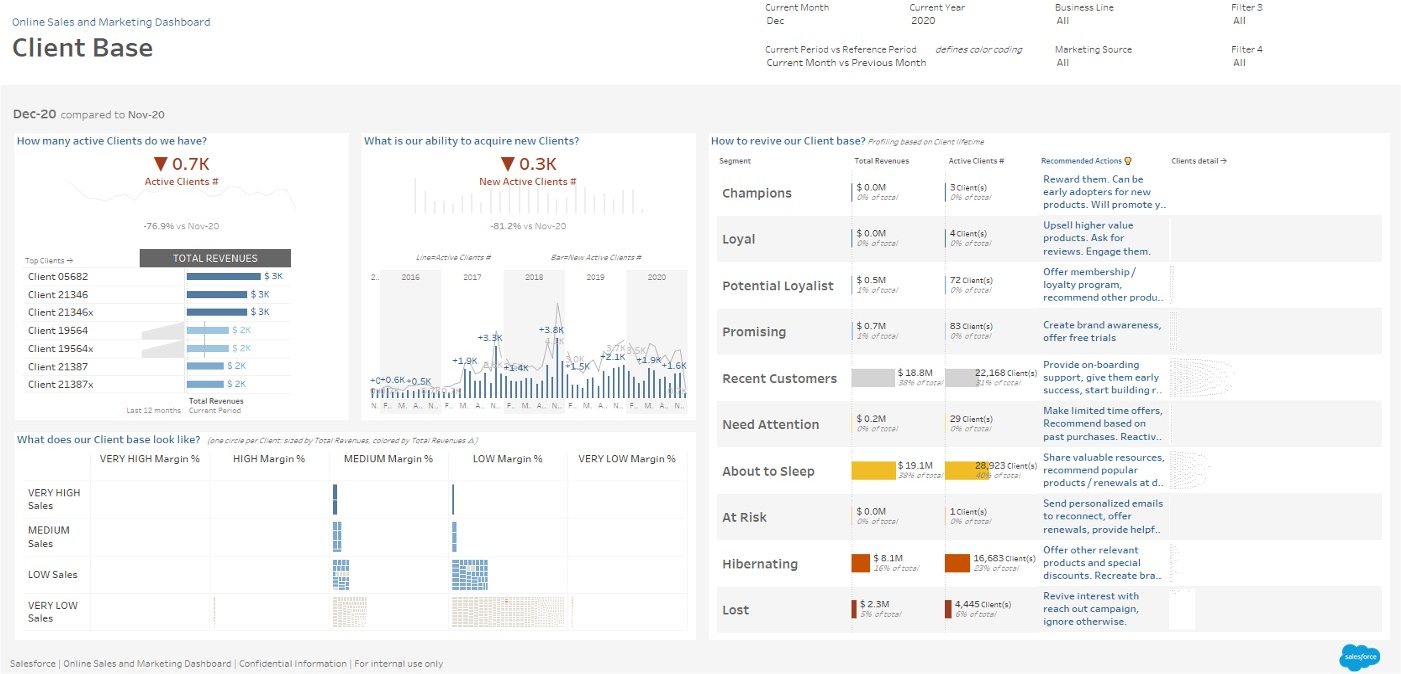 Online Sales and Marketing Dashboard
Client Base
Current Month
Dec
Current Year
2020
Business Line
All
Filter 3
All
Current Period vs Reference Period
defines color coding
Current Month vs Previous Month
Marketing Source
All
Filter 4
All
Dec-20 compared to Nov-20
How many active Clients do we have?
▼ 0.7K
Active Clients #
-76.9% vs Nov-20
Top Clients →
TOTAL REVENUES
Client 05682 $ 3K
Client 21346 $ 3K
Client 21346x $ 3K
Client 19564 $ 2K
Client 19564x $ 2K
Client 21387 $ 2K
Client 21387x $ 2K
Last 12 months
Total Revenues
Current Period
What is our ability to acquire new Clients?
▼ 0.3K
New Active Clients #
-81.2% vs Nov-20
Line=Active Clients #
Bar=New Active Clients #
2.. 2016 2017 2018 2019 2020
+3.8K
+3.3K
+1.9K
+1.4K
+1.5K
+2.1K
+1.9K
+1.6K
+0.6K
+0.5K
N.. F.. M. A.. N.. F.. M. A.. N.. F.. M. A.. N.. F.. M. A.. N.. F.. M. A.. N..
How to revive our Client base? Profiling based on Client lifetime
Segment Total Revenues Active Clients # Recommended Actions Clients detail →
Champions
$ 0.0M
0% of total
3 Client(s)
0% of total
Reward them. Can be
early adopters for new
products. Will promote y..
Loyal
$ 0.0M
0% of total
4 Client(s)
0% of total
Upsell higher value
products. Ask for
reviews. Engage them.
Potential Loyalist
$ 0.5M
1% of total
72 Client(s)
0% of total
Offer membership /
loyalty program,
recommend other produ..
Promising
$ 0.7M
1% of total
83 Client(s)
0% of total
Create brand awareness,
offer free trials
Recent Customers
$ 18.8M
38% of total
22,168 Client(s)
31% of total
Provide on-boarding
support, give them early
success, start building r..
Need Attention
$ 0.2M
0% of total
29 Client(s)
0% of total
Make limited time offers,
Recommend based on
past purchases. Reactiv..
About to Sleep
$ 19.1M
38% of total
28,923 Client(s)
40% of total
Share valuable resources,
recommend popular
products / renewals at d..
At Risk
$ 0.0M
0% of total
1 Client(s)
0% of total
Send personalized emails
to reconnect, offer
renewals, provide helpf..
Hibernating
$ 8.1M
16% of total
16,683 Client(s)
23% of total
Offer other relevant
products and special
discounts. Recreate bra..
Lost
$ 2.3M
5% of total
4,445 Client(s)
6% of total
Revive interest with
reach out campaign,
ignore otherwise.
What does our Client base look like? (one circle per Client: sized by Total Revenues, colored by Total Revenues Δ)
VERY HIGH Margin % HIGH Margin % MEDIUM Margin % LOW Margin % VERY LOW Margin %
VERY HIGH
Sales
MEDIUM
Sales
LOW Sales
VERY LOW
Sales
Salesforce | Online Sales and Marketing Dashboard | Confidential Information | For internal use only
salesforce